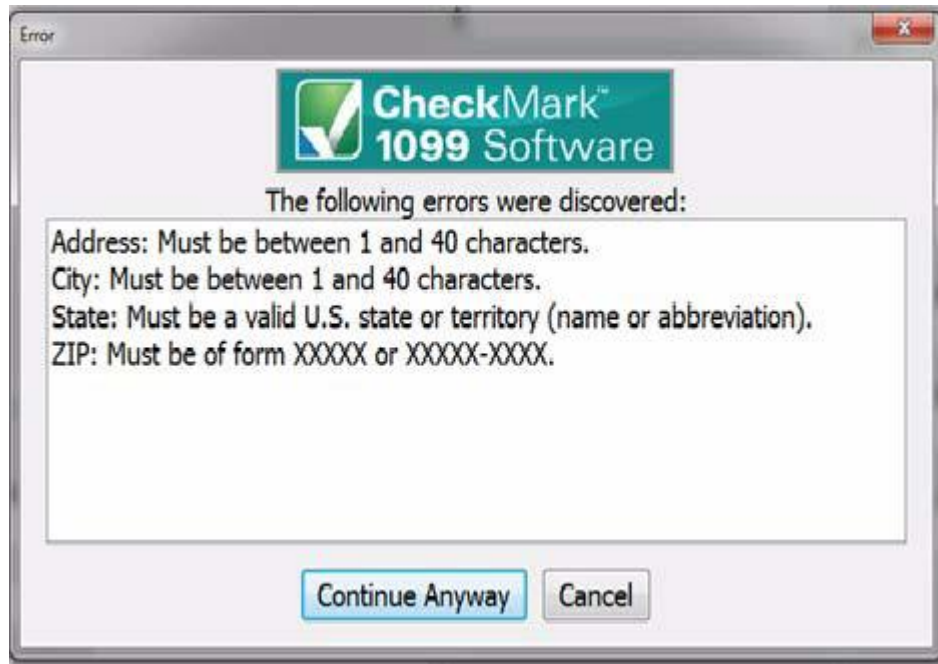 Error
CheckMark™
1099 Software
The following errors were discovered:
Address: Must be between 1 and 40 characters.
City: Must be between 1 and 40 characters.
State: Must be a valid U.S. state or territory (name or abbreviation).
ZIP: Must be of form XXXXX or XXXXX-XXXX.
Continue Anyway Cancel